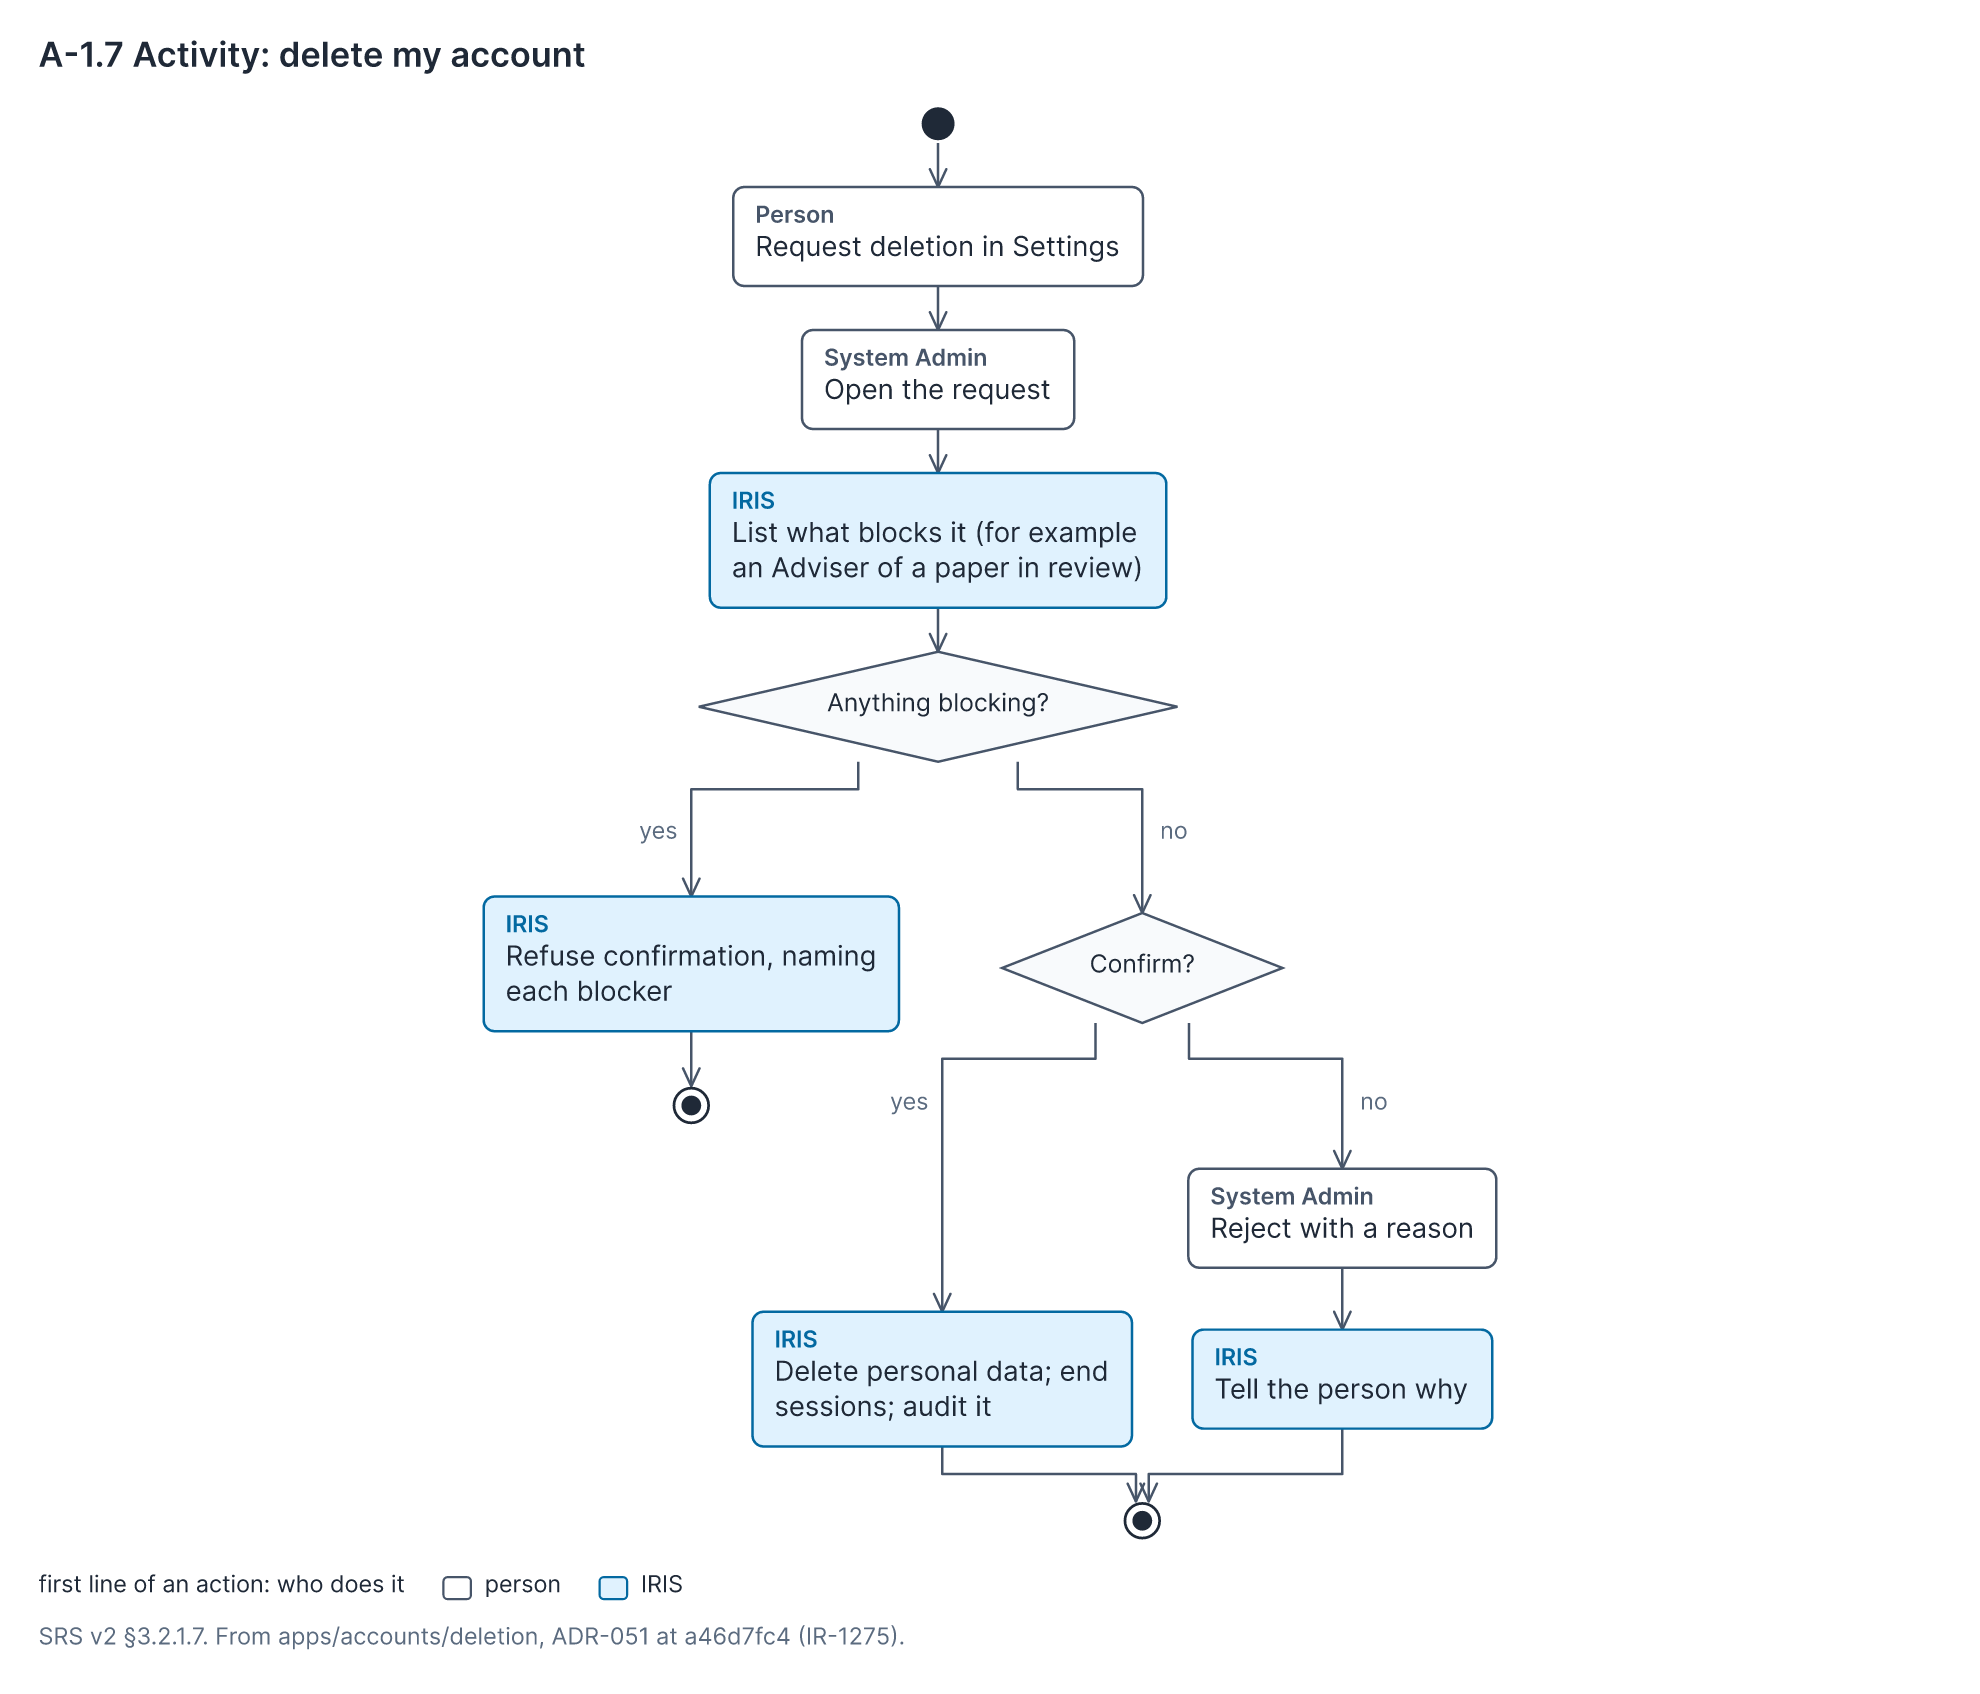 A-1.7 Activity: delete my account
Person
Request deletion in Settings
System Admin
Open the request
IRIS
List what blocks it (for example
an Adviser of a paper in review)
Anything blocking?
yes
no
IRIS
Refuse confirmation, naming
each blocker
Confirm?
yes
no
System Admin
Reject with a reason
IRIS
Delete personal data; end
sessions; audit it
IRIS
Tell the person why
first line of an action: who does it
person
IRIS
SRS v2 §3.2.1.7. From apps/accounts/deletion, ADR-051 at a46d7fc4 (IR-1275).